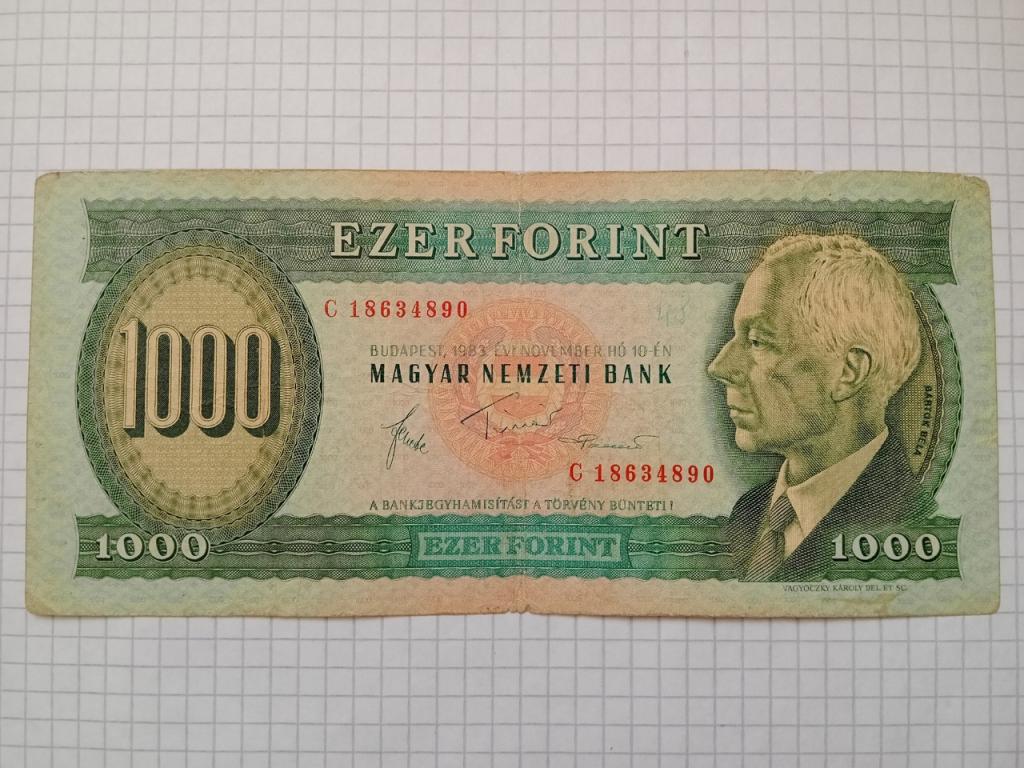 EZER FORINT
C 18634890
BUDAPEST, 1983. ÉVI NOVEMBER HÓ 10-ÉN
1000
MAGYAR NEMZETI BANK
BARTÓK BÉLA
C 18634890
A BANKJEGYHAMISÍTÁST A TÖRVÉNY BÜNTETI!
1000
EZER FORINT
1000
VAGYÓCZKY KÁROLY DEL. ET SC.